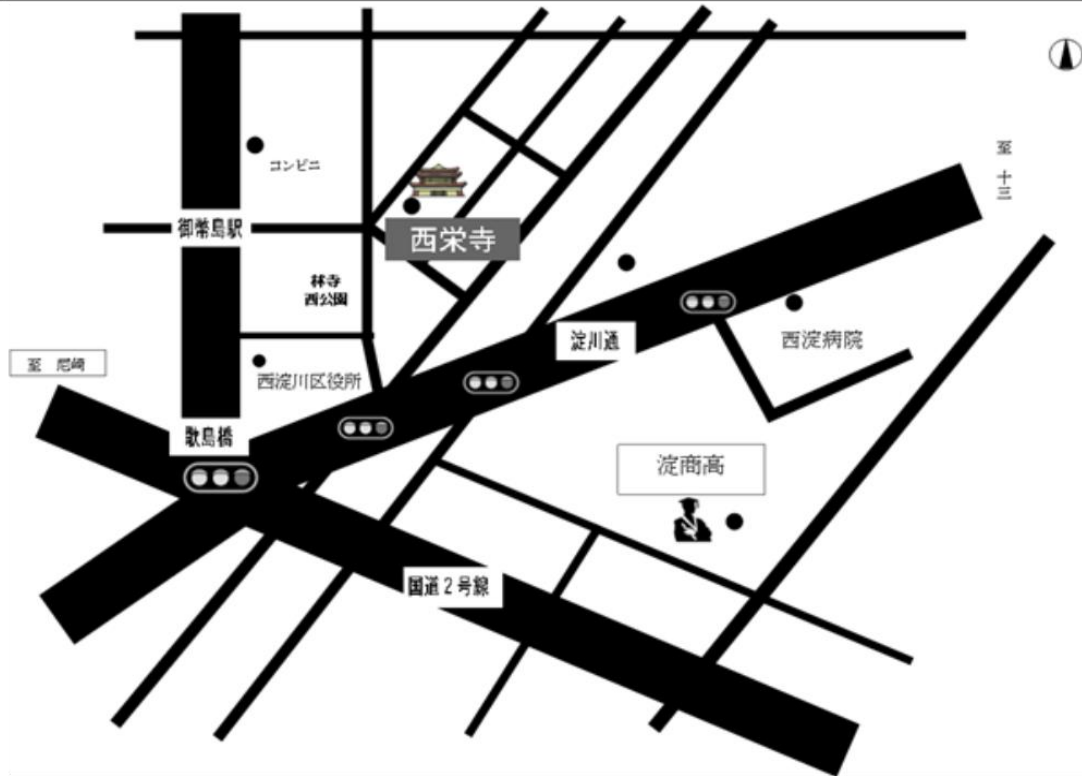 至 十三
コンビニ
御幣島駅
西栄寺
林寺
西公園
淀川通
西淀病院
至 尼崎
西淀川区役所
歌島橋
淀商高
国道2号線